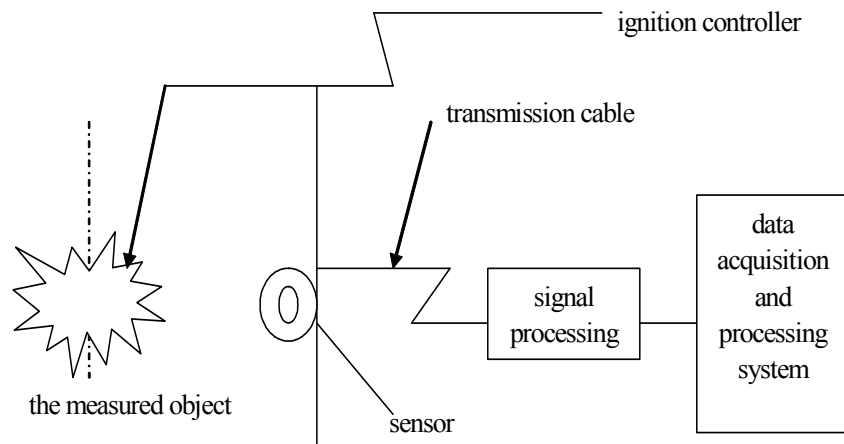 ignition controller
transmission cable
data
acquisition
and
processing
system
signal
processing
the measured object
sensor